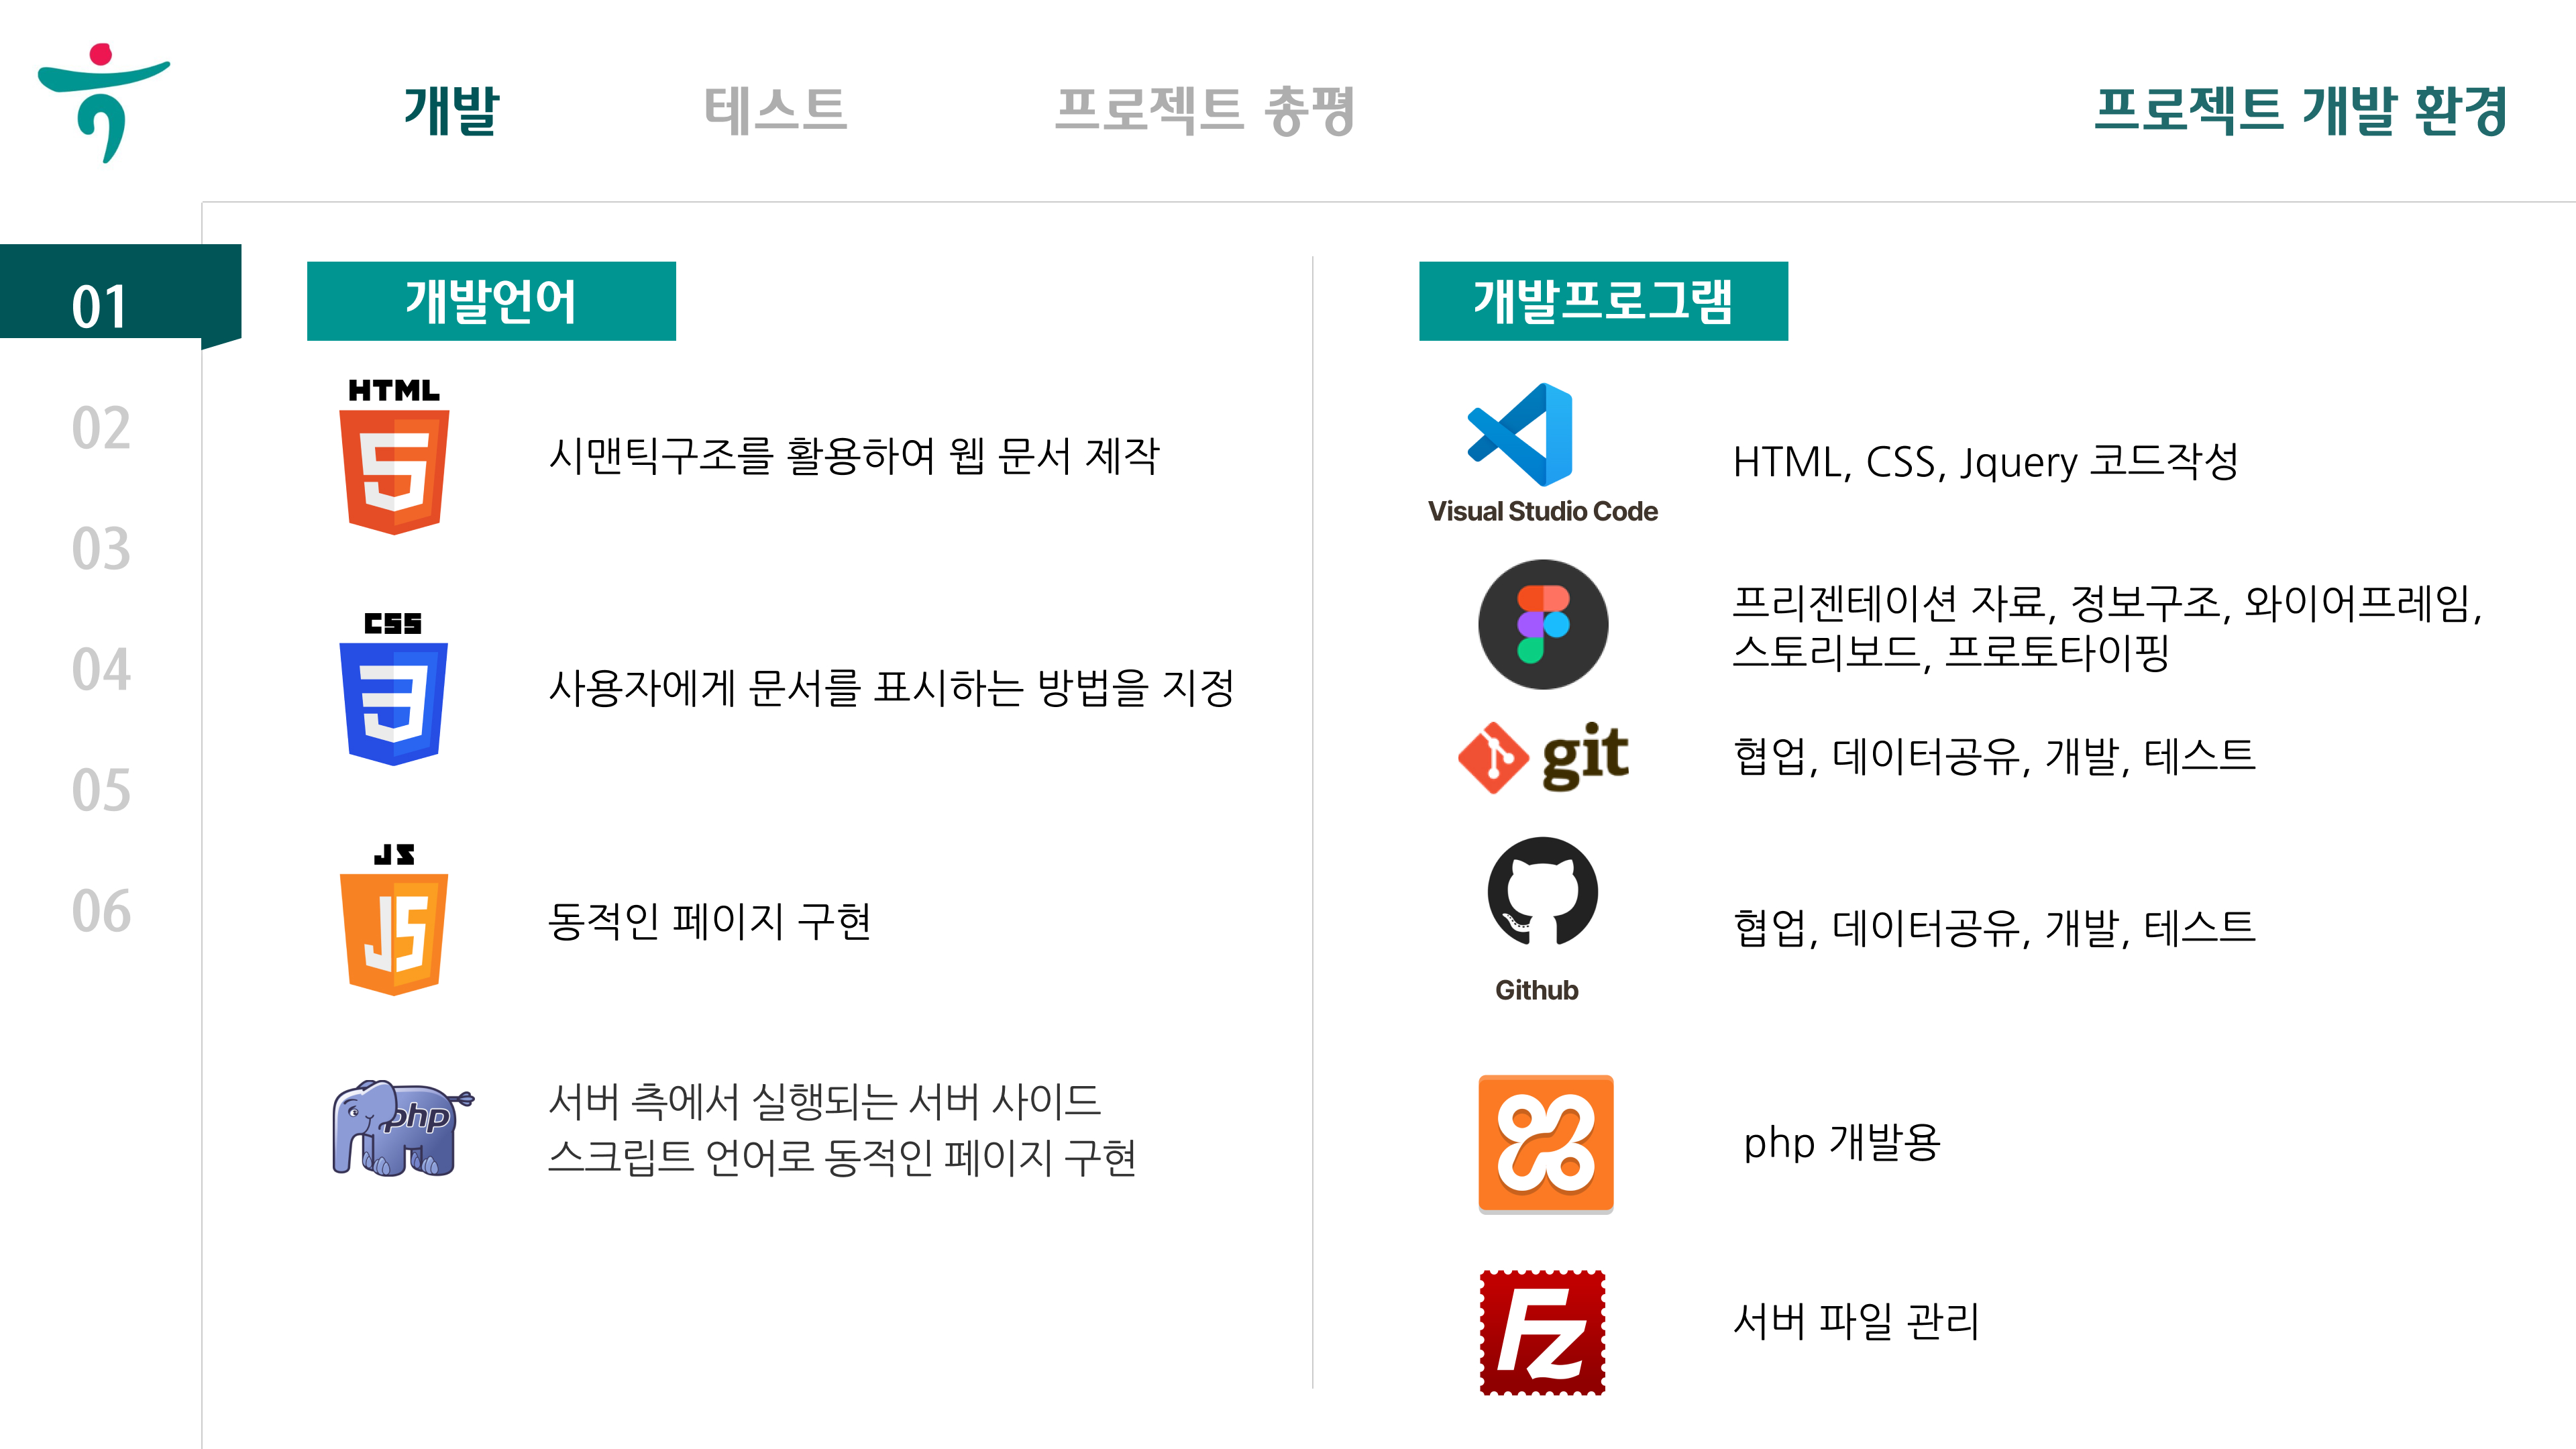 개발
테스트
프로젝트 총평
프로젝트 개발 환경
01
02
03
04
05
06
개발언어
HTML
5
시맨틱구조를 활용하여 웹 문서 제작
CSS
3
사용자에게 문서를 표시하는 방법을 지정
JS
JS
동적인 페이지 구현
php
서버 측에서 실행되는 서버 사이드
스크립트 언어로 동적인 페이지 구현
개발프로그램
Visual Studio Code
HTML, CSS, Jquery 코드작성
프리젠테이션 자료, 정보구조, 와이어프레임,
스토리보드, 프로토타이핑
git
협업, 데이터공유, 개발, 테스트
Github
협업, 데이터공유, 개발, 테스트
php 개발용
Fz
서버 파일 관리